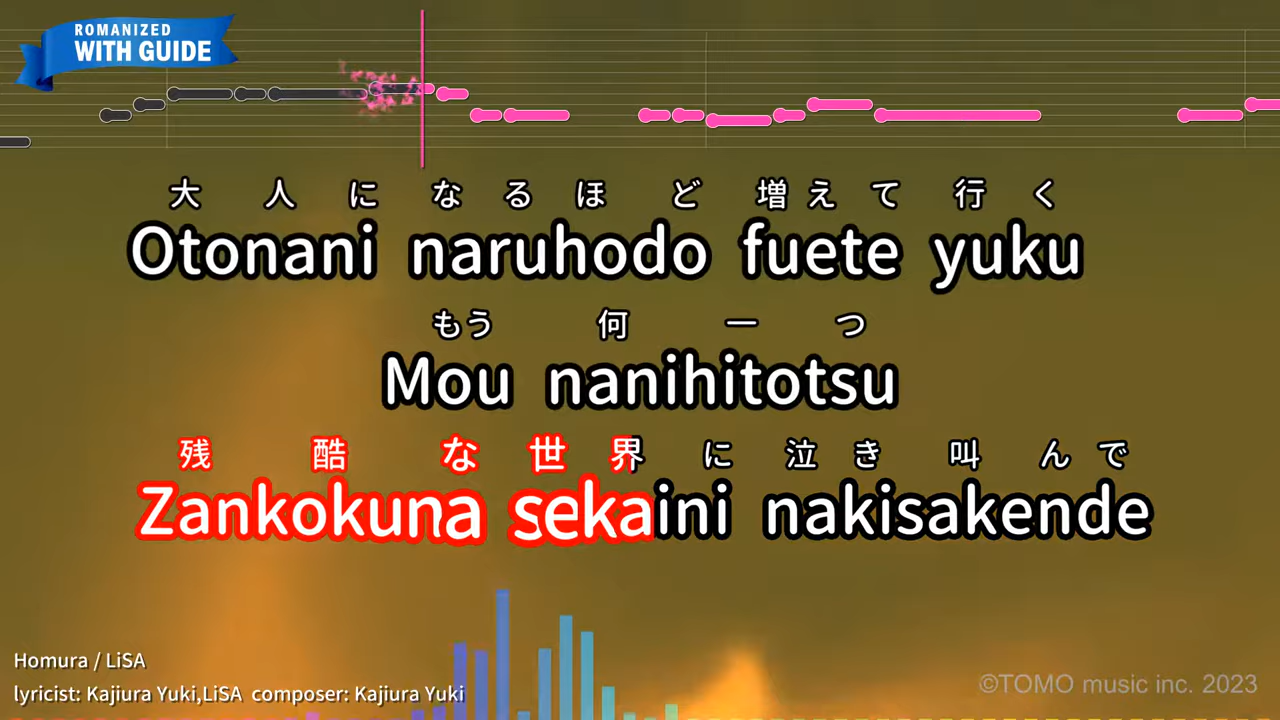 ROMANIZED
WITH GUIDE
大人になるほど増えて行く
Otonani naruhodo fuete yuku
もう何一つ
Mou nanihitotsu
残酷な世界に泣き叫んで
Zankokuna sekaini nakisakende
Homura / LiSA
lyricist: Kajiura Yuki,LiSA composer: Kajiura Yuki
©TOMO music inc. 2023